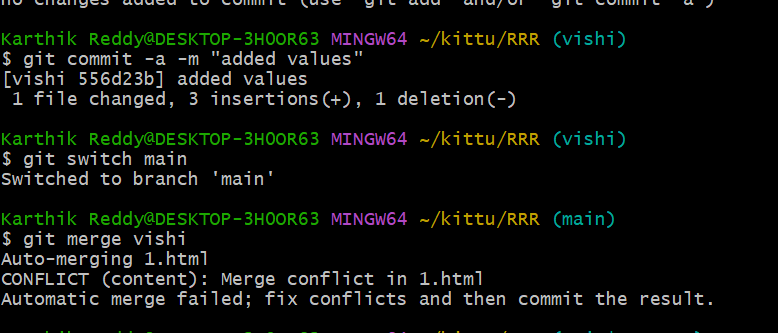 no changes added to commit (use "git add" and/or "git commit -a")
Karthik Reddy@DESKTOP-3HOOR63 MINGW64 ~/kittu/RRR (vishi)
$ git commit -a -m "added values"
[vishi 556d23b] added values
1 file changed, 3 insertions(+), 1 deletion(-)
Karthik Reddy@DESKTOP-3HOOR63 MINGW64 ~/kittu/RRR (vishi)
$ git switch main
Switched to branch 'main'
Karthik Reddy@DESKTOP-3HOOR63 MINGW64 ~/kittu/RRR (main)
$ git merge vishi
Auto-merging 1.html
CONFLICT (content): Merge conflict in 1.html
Automatic merge failed; fix conflicts and then commit the result.